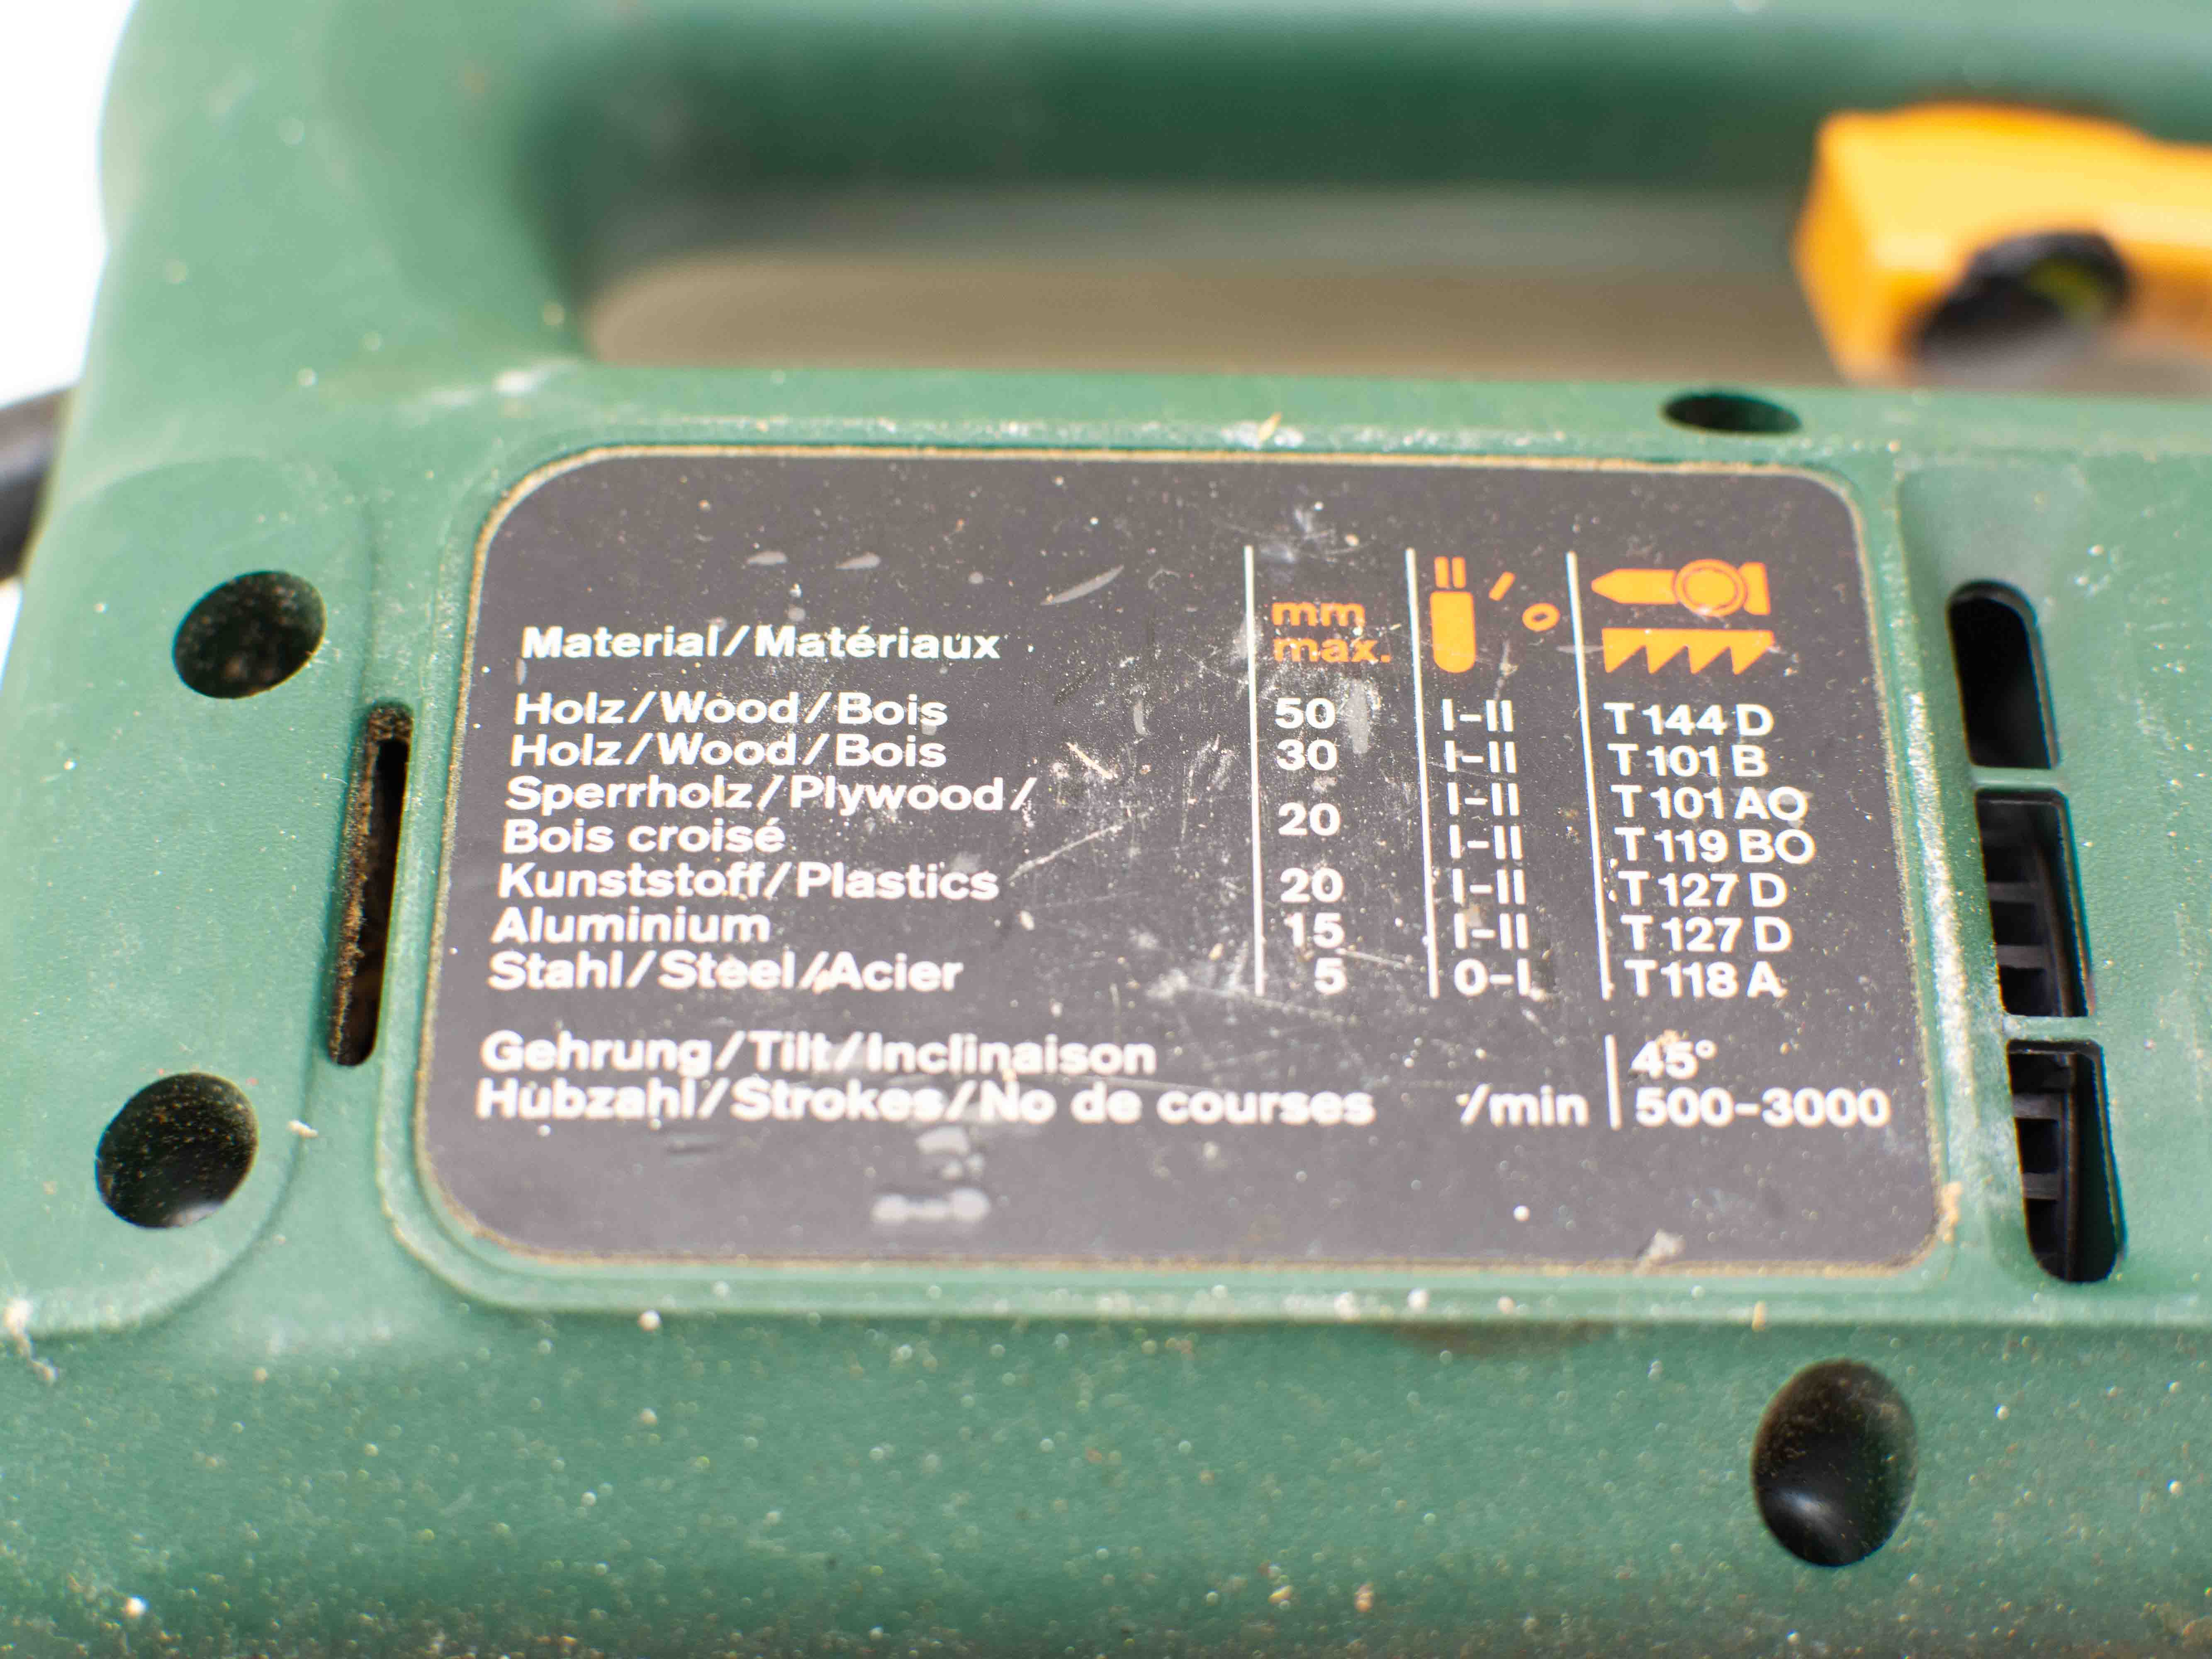 Material/Matériaux mm max.
Holz/Wood/Bois 50 I-II T 144 D
Holz/Wood/Bois 30 I-II T 101 B
Sperrholz/Plywood/ I-II T 101 AO
Bois croisé 20 I-II T 119 BO
Kunststoff/Plastics 20 I-II T 127 D
Aluminium 15 I-II T 127 D
Stahl/Steel/Acier 5 0-I T 118 A
Gehrung/Tilt/Inclinaison 45°
Hubzahl/Strokes/No de courses /min 500-3000